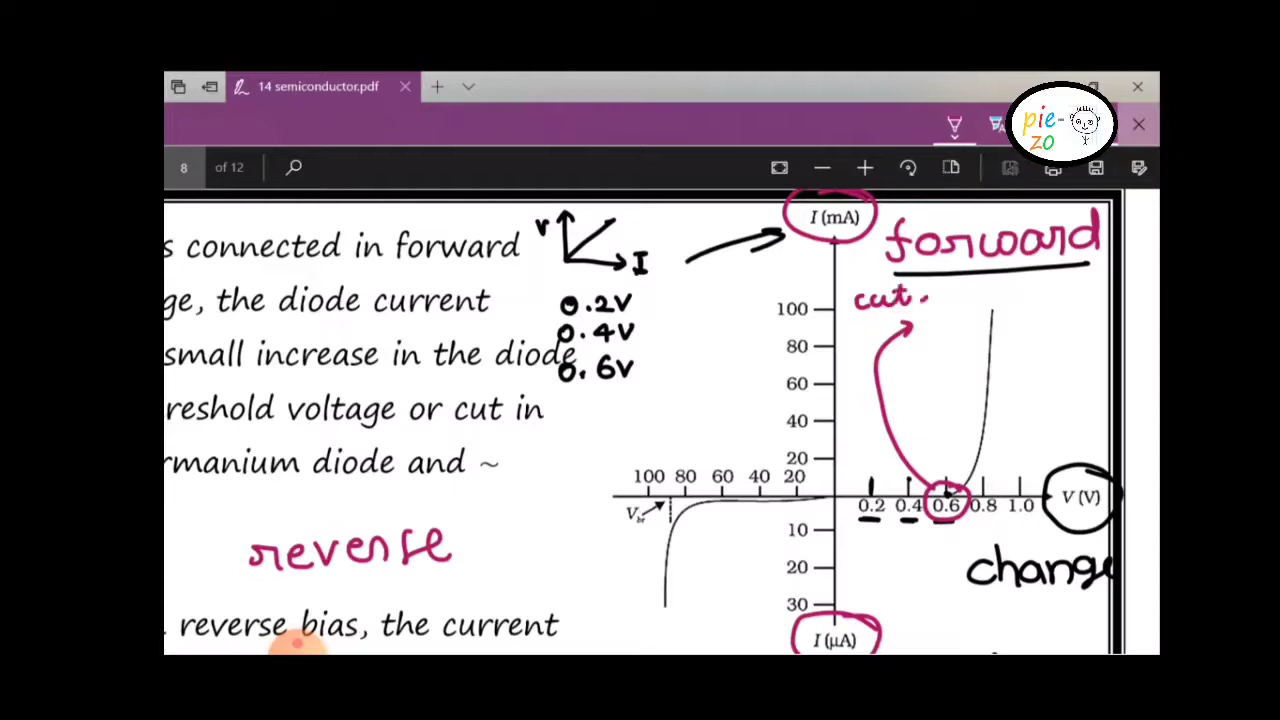 14 semiconductor.pdf
pie-
zo
8 of 12
s connected in forward
ge, the diode current
small increase in the diode
reshold voltage or cut in
rmanium diode and ~
reverse
reverse bias, the current
V
I
0.2V
0.4V
0.6V
I (mA)
forward
cut
100
80
60
40
20
100 80 60 40 20
0.2 0.4 0.6 0.8 1.0
V (V)
Vbr
10
20
30
change
I (μA)